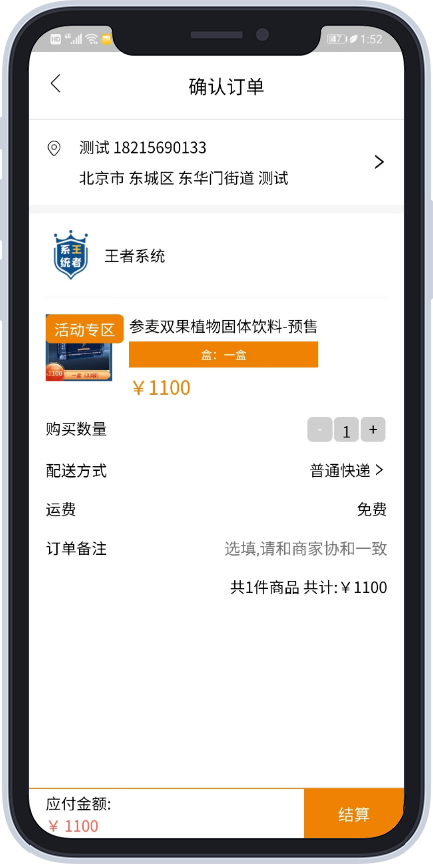 1:52
确认订单
测试 18215690133
北京市 东城区 东华门街道 测试
系王
统者
王者系统
活动专区
参麦双果植物固体饮料-预售
盒：一盒
￥1100
购买数量
- 1 +
配送方式 普通快递
运费 免费
订单备注 选填,请和商家协和一致
共1件商品 共计:￥1100
应付金额:
￥ 1100
结算